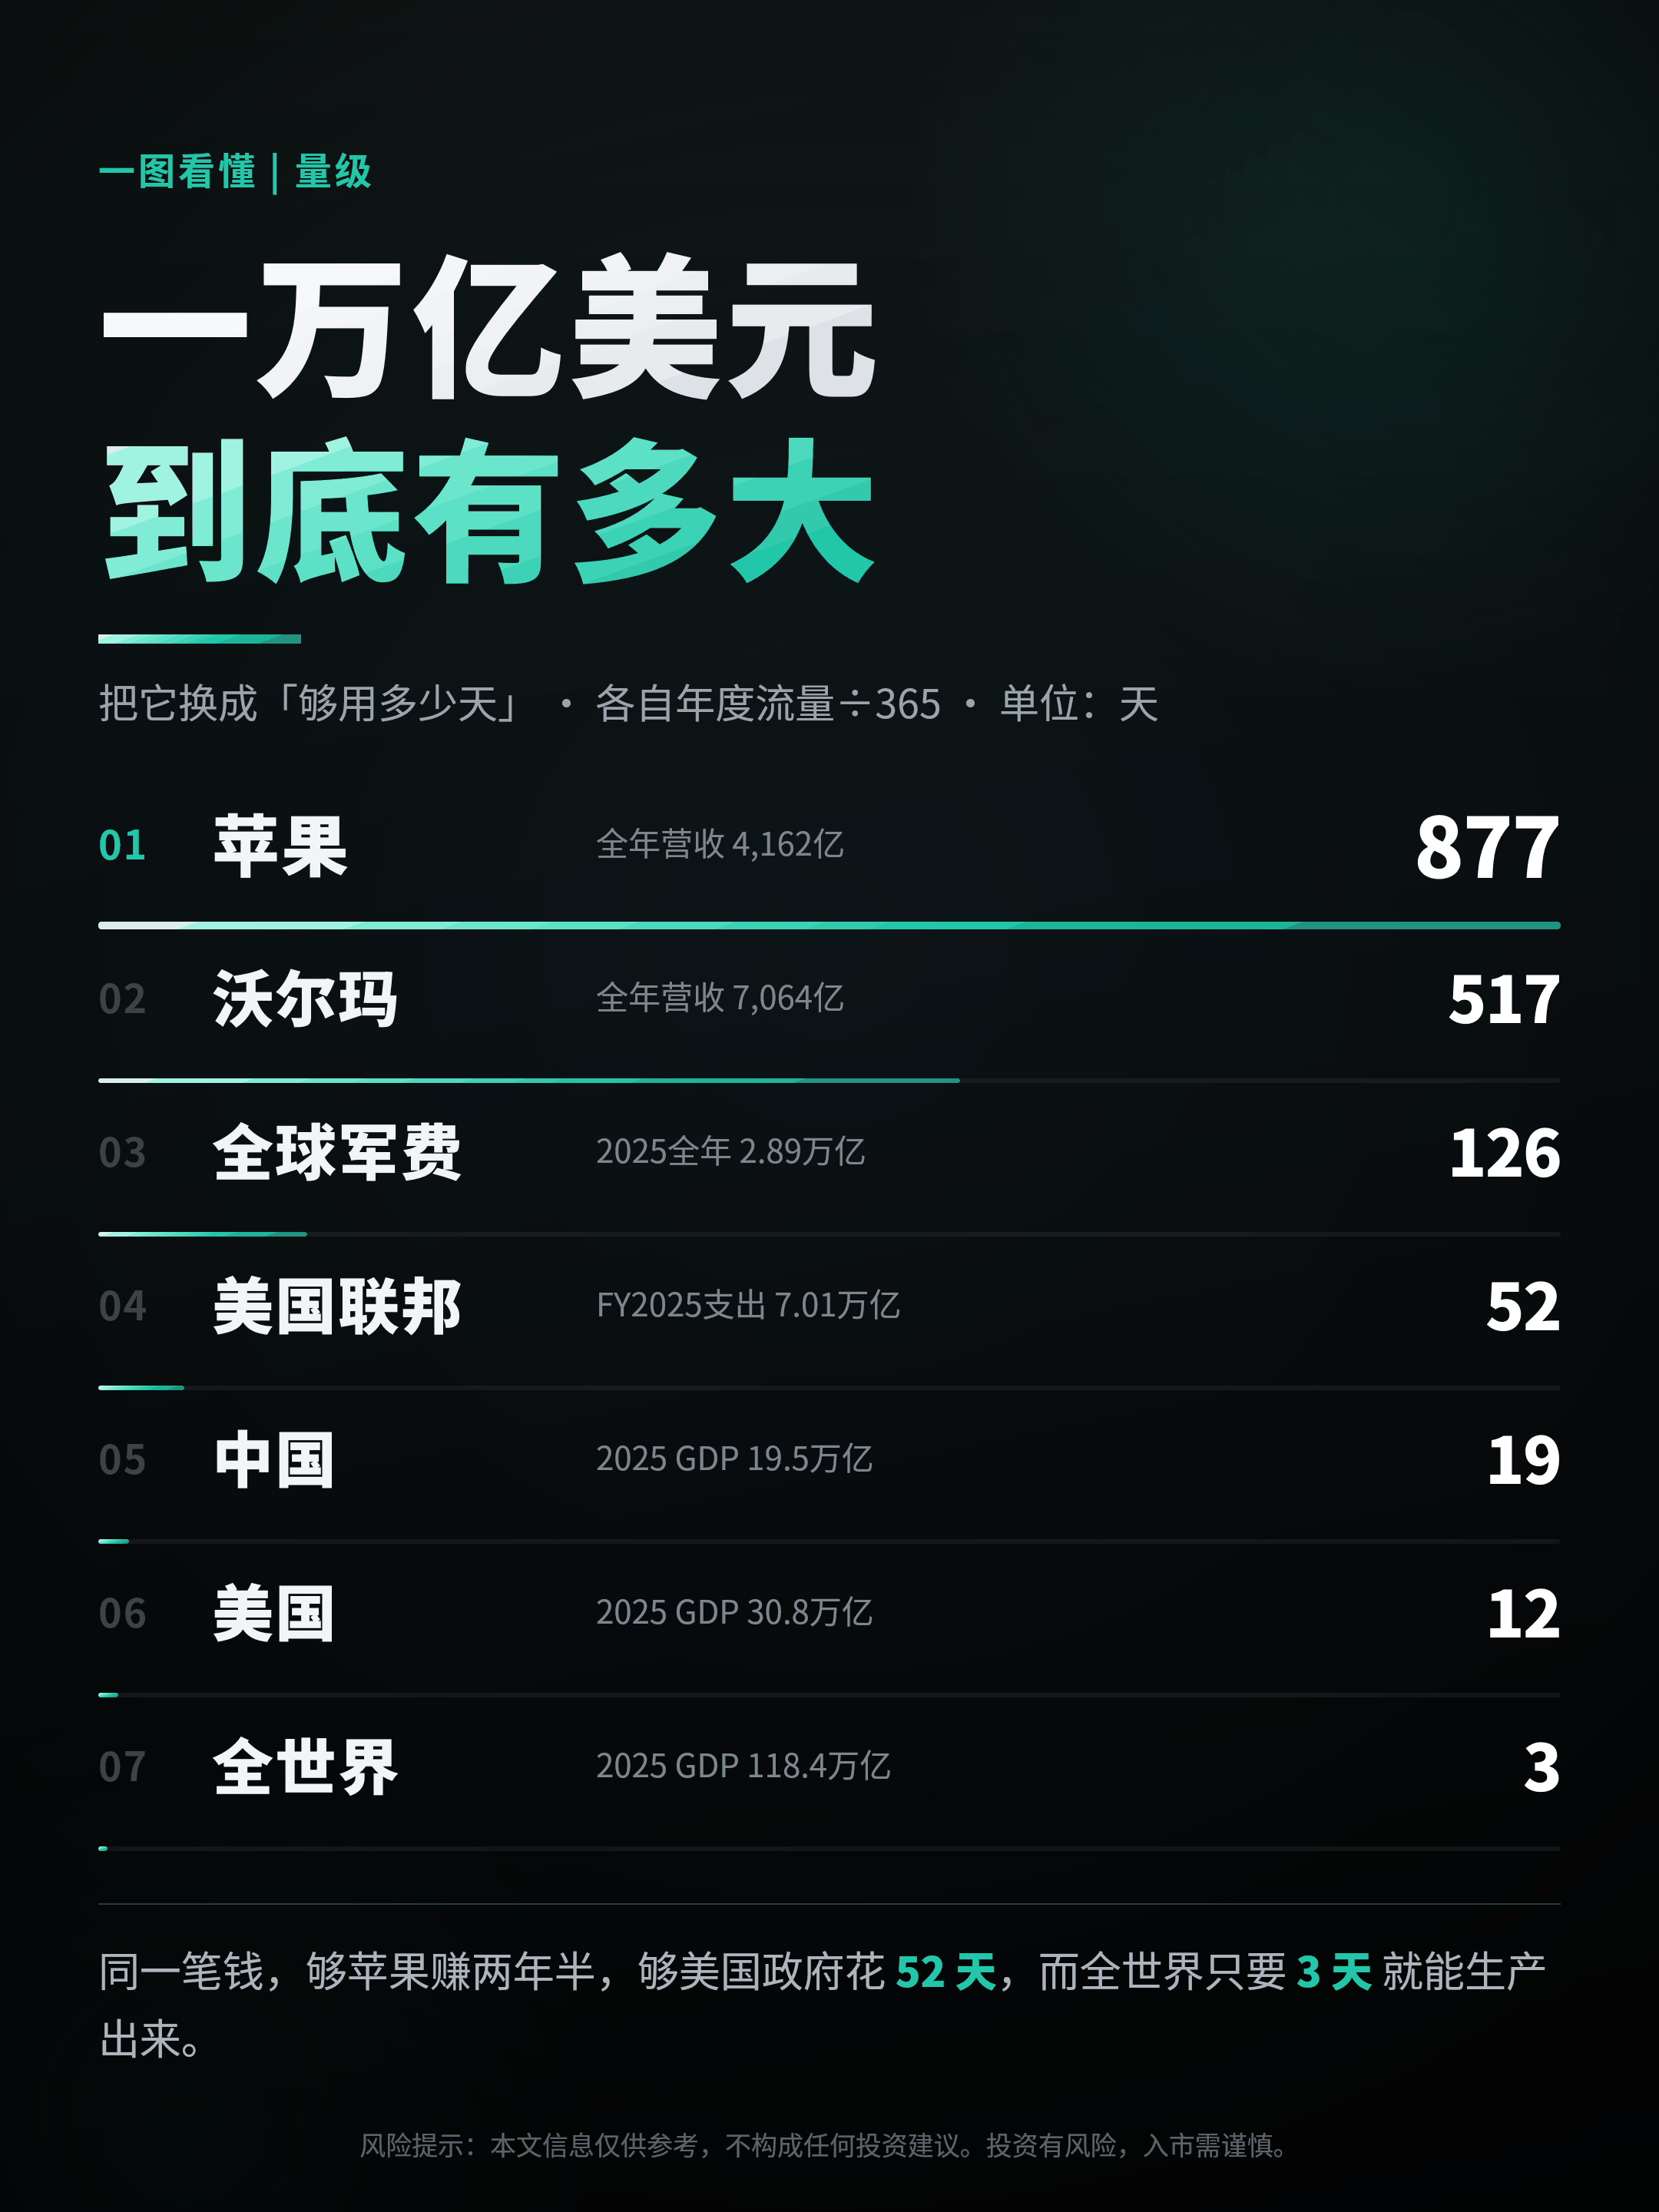 一图看懂 | 量级
一万亿美元
到底有多大
把它换成「够用多少天」 · 各自年度流量÷365 · 单位：天
01 苹果 全年营收 4,162亿 877
02 沃尔玛 全年营收 7,064亿 517
03 全球军费 2025全年 2.89万亿 126
04 美国联邦 FY2025支出 7.01万亿 52
05 中国 2025 GDP 19.5万亿 19
06 美国 2025 GDP 30.8万亿 12
07 全世界 2025 GDP 118.4万亿 3
同一笔钱，够苹果赚两年半，够美国政府花 52 天，而全世界只要 3 天 就能生产
出来。
风险提示：本文信息仅供参考，不构成任何投资建议。投资有风险，入市需谨慎。